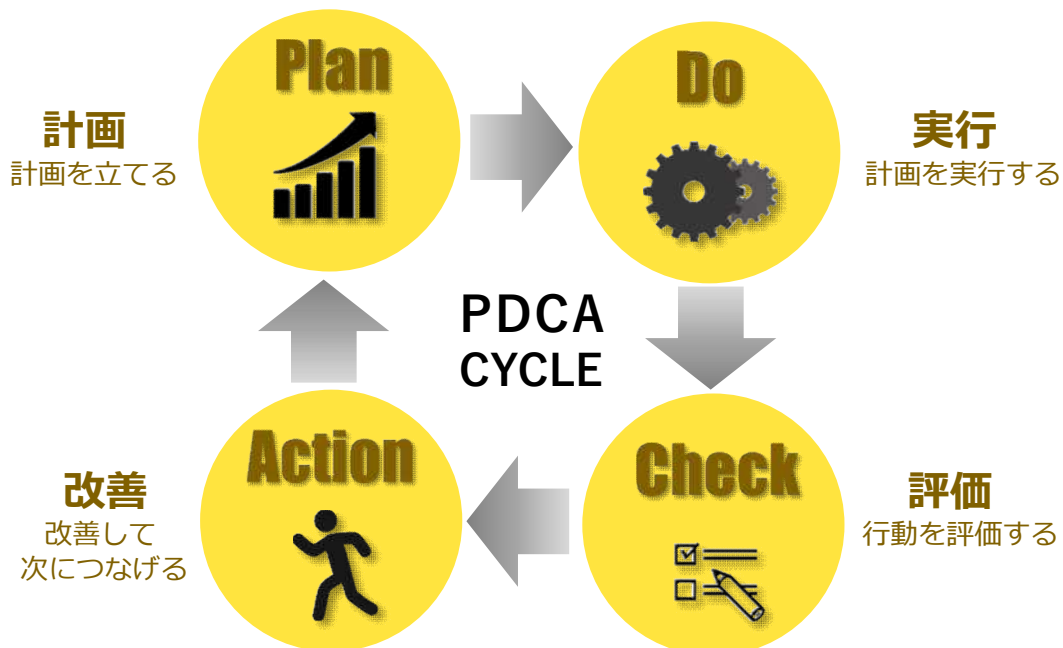 Plan
計画
計画を立てる
Do
実行
計画を実行する
PDCA
CYCLE
Action
改善
改善して
次につなげる
Check
評価
行動を評価する